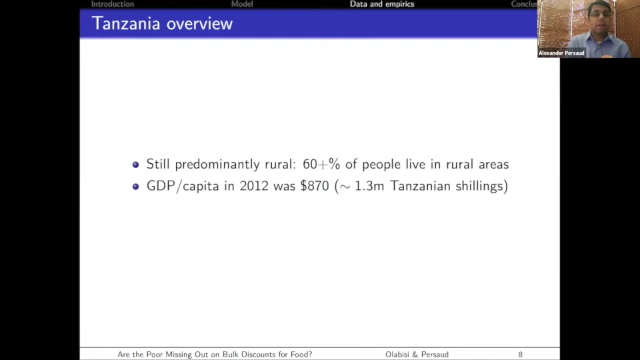 Introduction Model Data and empirics Conclu
Tanzania overview
Alexander Persaud
Still predominantly rural: 60+% of people live in rural areas
GDP/capita in 2012 was $870 (∼ 1.3m Tanzanian shillings)
Are the Poor Missing Out on Bulk Discounts for Food? Olabisi & Persaud 8